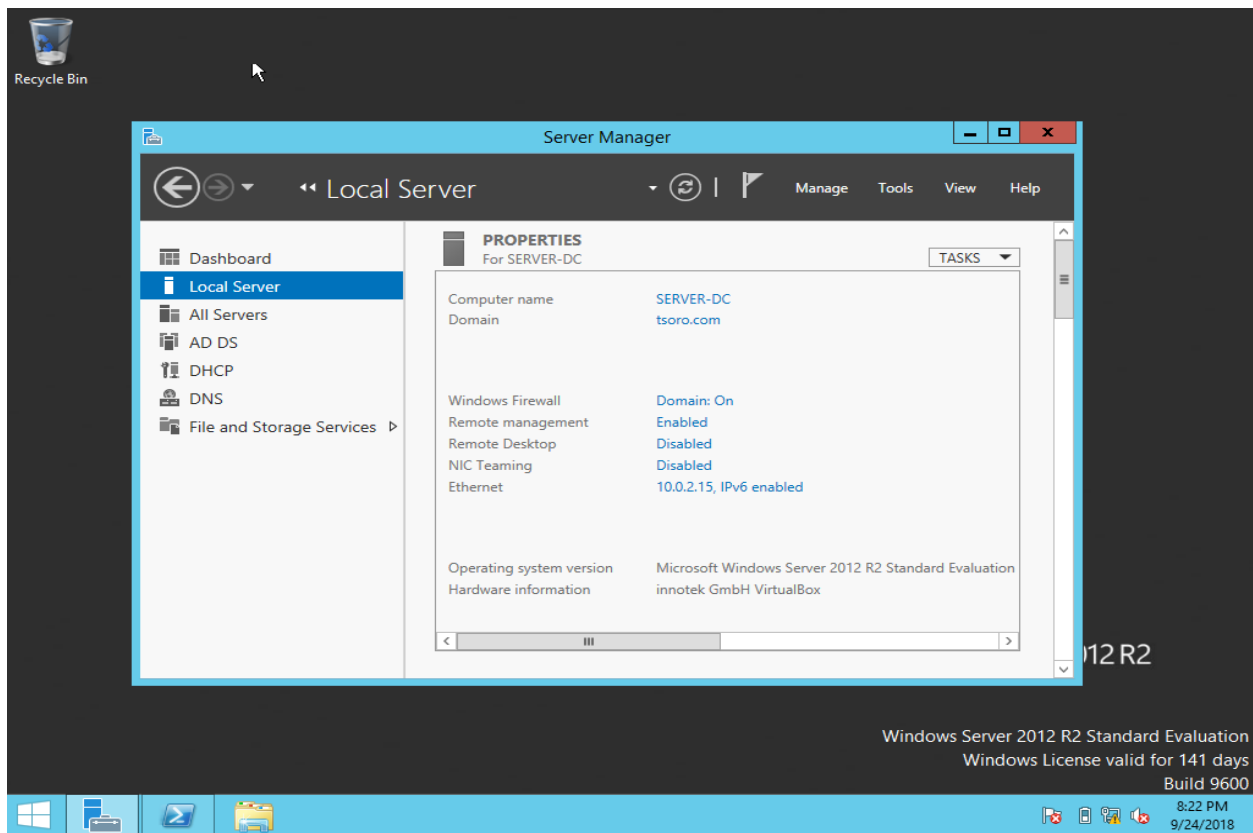 Recycle Bin
Server Manager
Local Server
Manage Tools View Help
Dashboard
Local Server
All Servers
AD DS
DHCP
DNS
File and Storage Services
PROPERTIES
For SERVER-DC
TASKS
Computer name SERVER-DC
Domain tsoro.com
Windows Firewall Domain: On
Remote management Enabled
Remote Desktop Disabled
NIC Teaming Disabled
Ethernet 10.0.2.15, IPv6 enabled
Operating system version Microsoft Windows Server 2012 R2 Standard Evaluation
Hardware information innotek GmbH VirtualBox
12 R2
Windows Server 2012 R2 Standard Evaluation
Windows License valid for 141 days
Build 9600
8:22 PM
9/24/2018